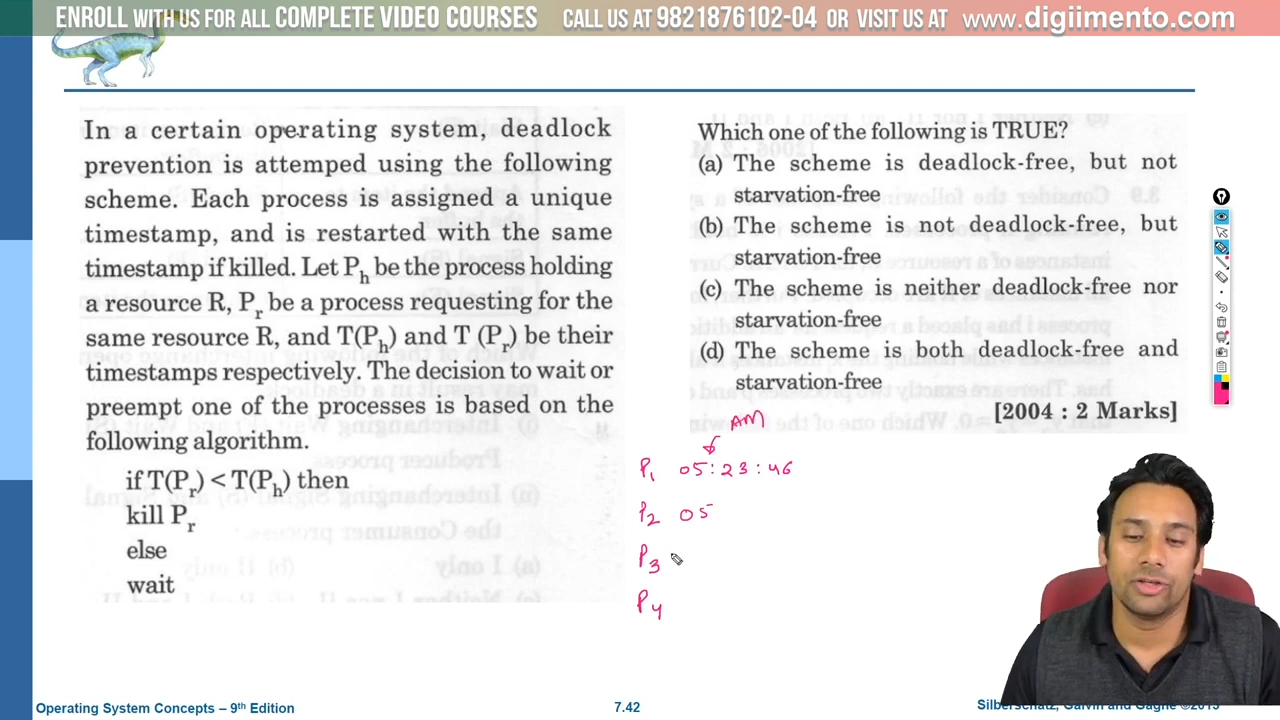 ENROLL WITH US FOR ALL COMPLETE VIDEO COURSES CALL US AT 9821876102-04 OR VISIT US AT www.digiimento.com
In a certain operating system, deadlock
prevention is attemped using the following
scheme. Each process is assigned a unique
timestamp, and is restarted with the same
timestamp if killed. Let Ph be the process holding
a resource R, Pr be a process requesting for the
same resource R, and T(Ph) and T (Pr) be their
timestamps respectively. The decision to wait or
preempt one of the processes is based on the
following algorithm.
if T(Pr) < T(Ph) then
kill Pr
else
wait
Which one of the following is TRUE?
(a) The scheme is deadlock-free, but not
starvation-free
(b) The scheme is not deadlock-free, but
starvation-free
(c) The scheme is neither deadlock-free nor
starvation-free
(d) The scheme is both deadlock-free and
starvation-free
[2004 : 2 Marks]
AM
P1 05:23:46
P2 05
P3
P4
Operating System Concepts – 9th Edition
7.42
Silberschatz, Galvin and Gagne ©2013